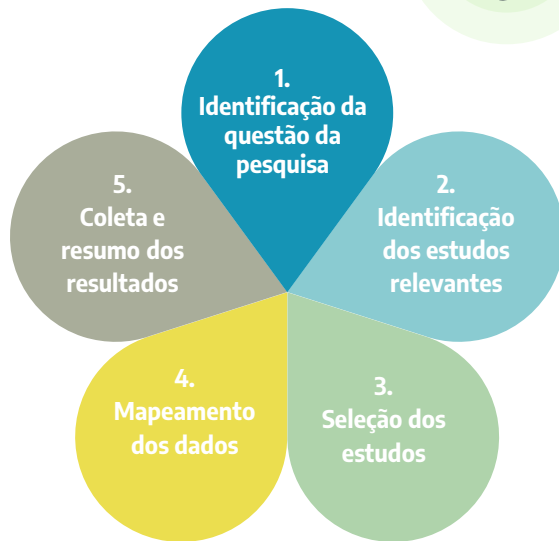 1.
Identificação da
questão da
pesquisa
2.
Identificação
dos estudos
relevantes
3.
Seleção dos
estudos
4.
Mapeamento
dos dados
5.
Coleta e
resumo dos
resultados